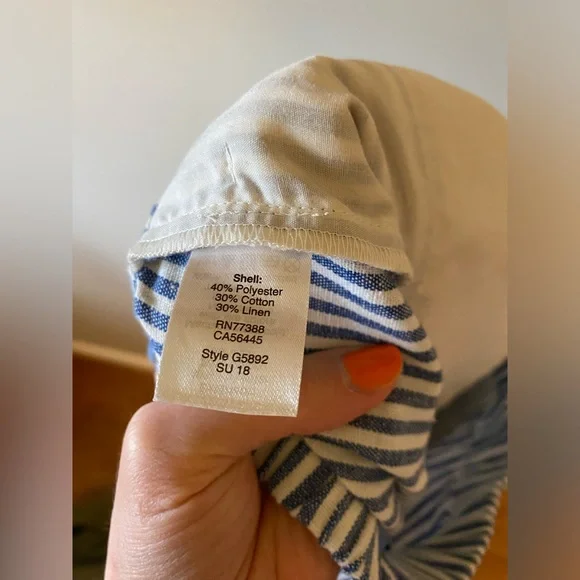 Shell:
40% Polyester
30% Cotton
30% Linen
RN77388
CA56445
Style G5892
SU 18